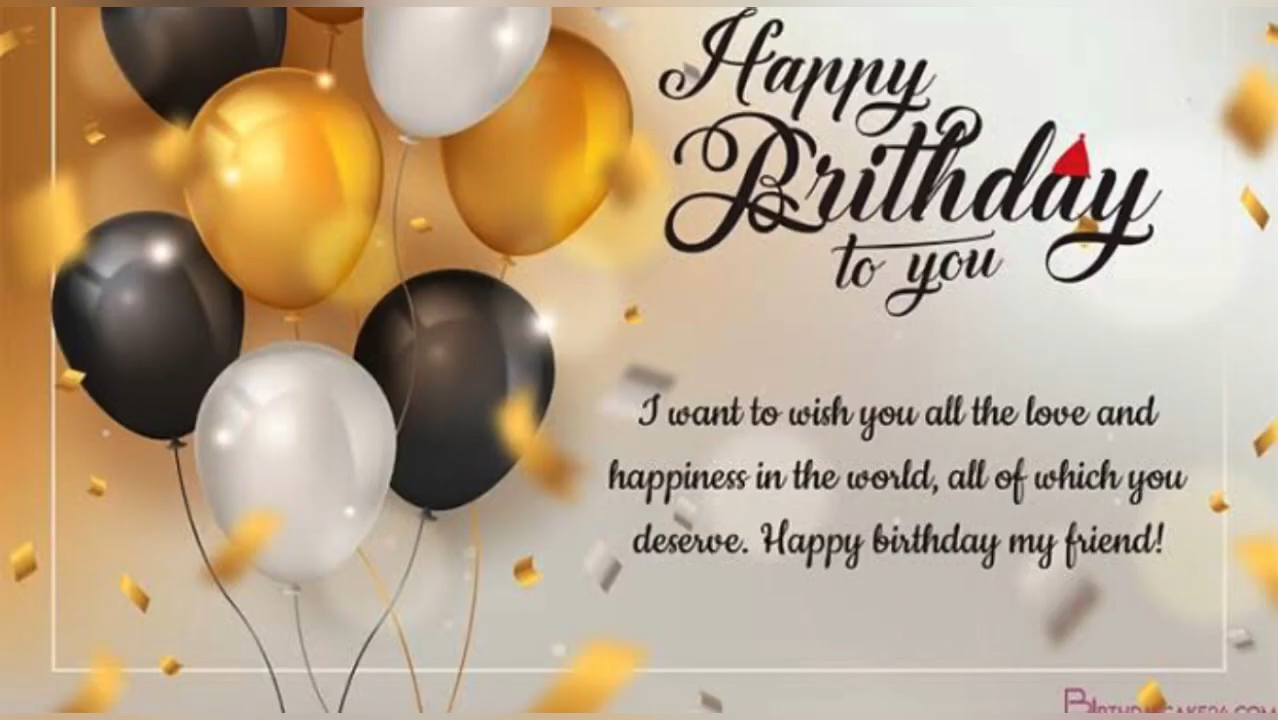 Happy
Brithday
to you
I want to wish you all the love and
happiness in the world, all of which you
deserve. Happy birthday my friend!